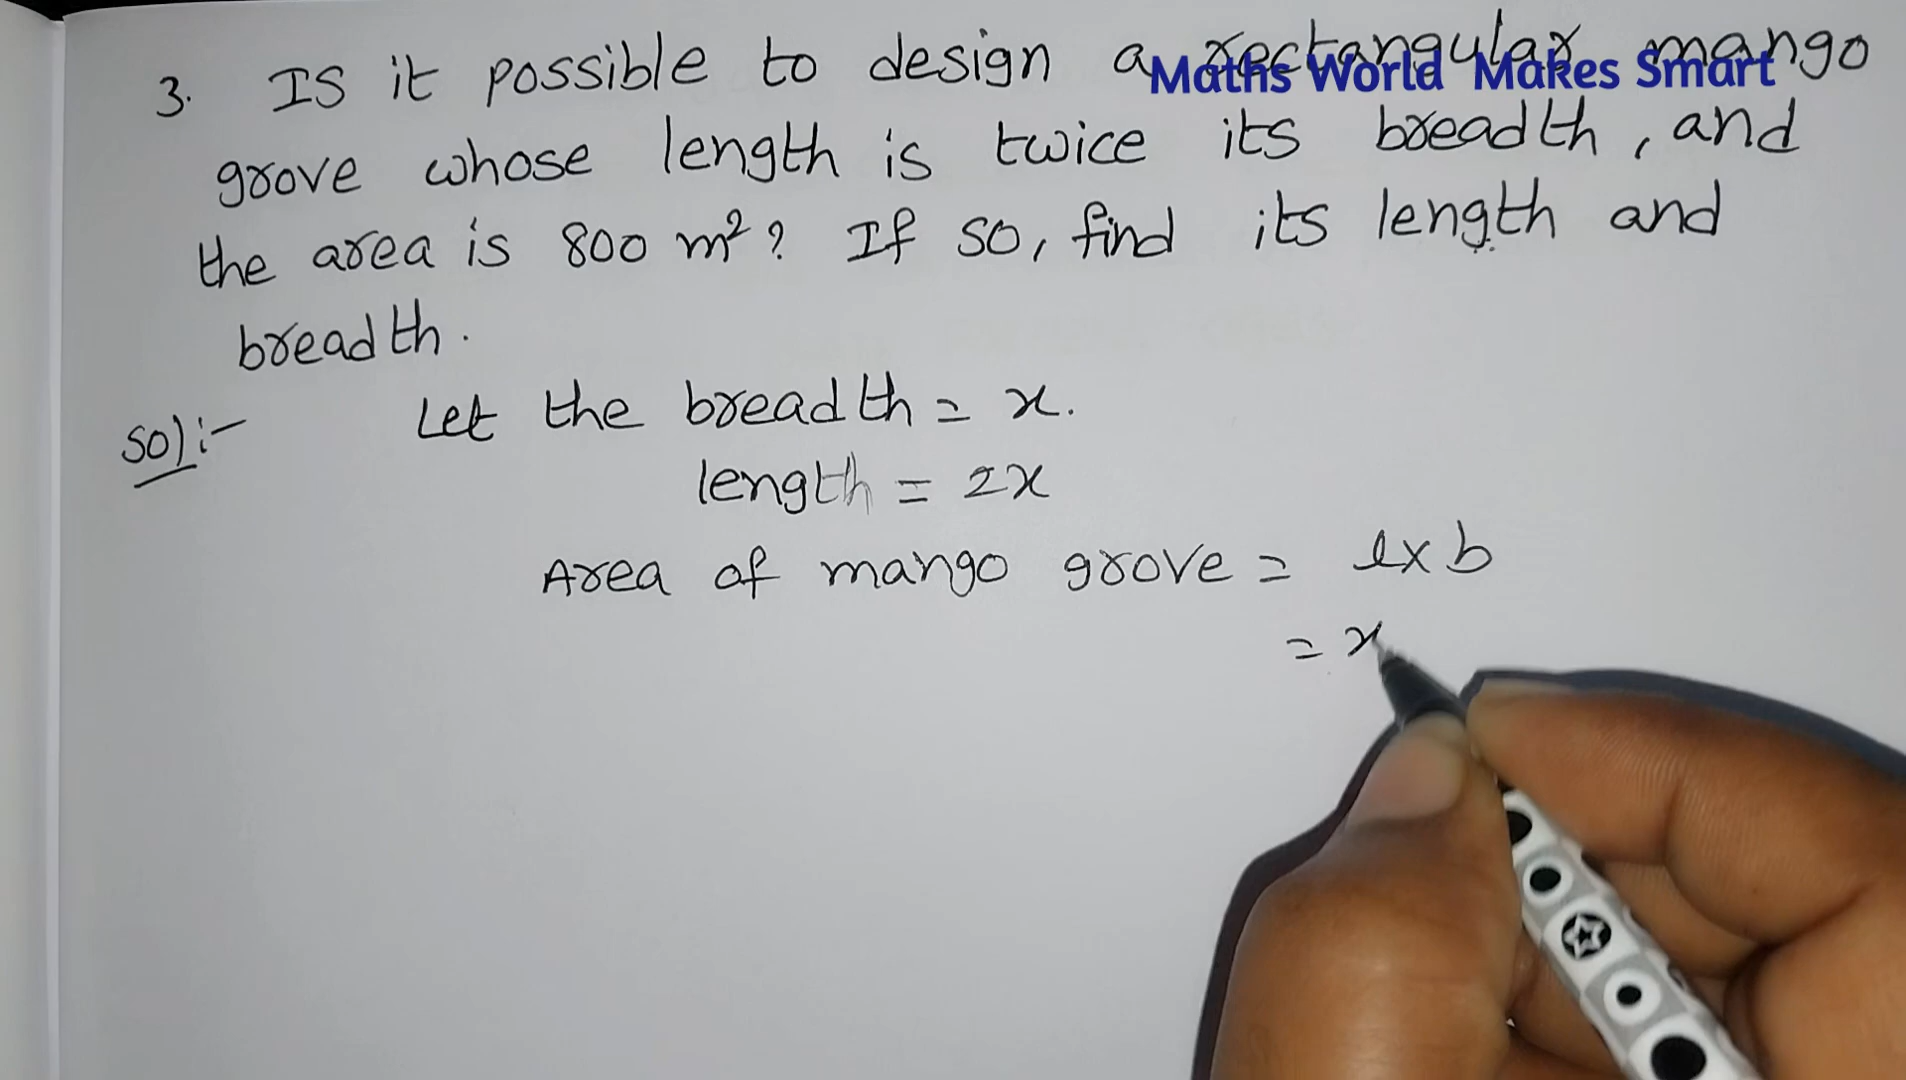 3. Is it possible to design a rectangular mango
Maths World Makes Smart
grove whose length is twice its breadth, and
the area is 800 m²? If so, find its length and
breadth.
Sol:- Let the breadth = x.
length = 2x
Area of mango grove = l x b
= x